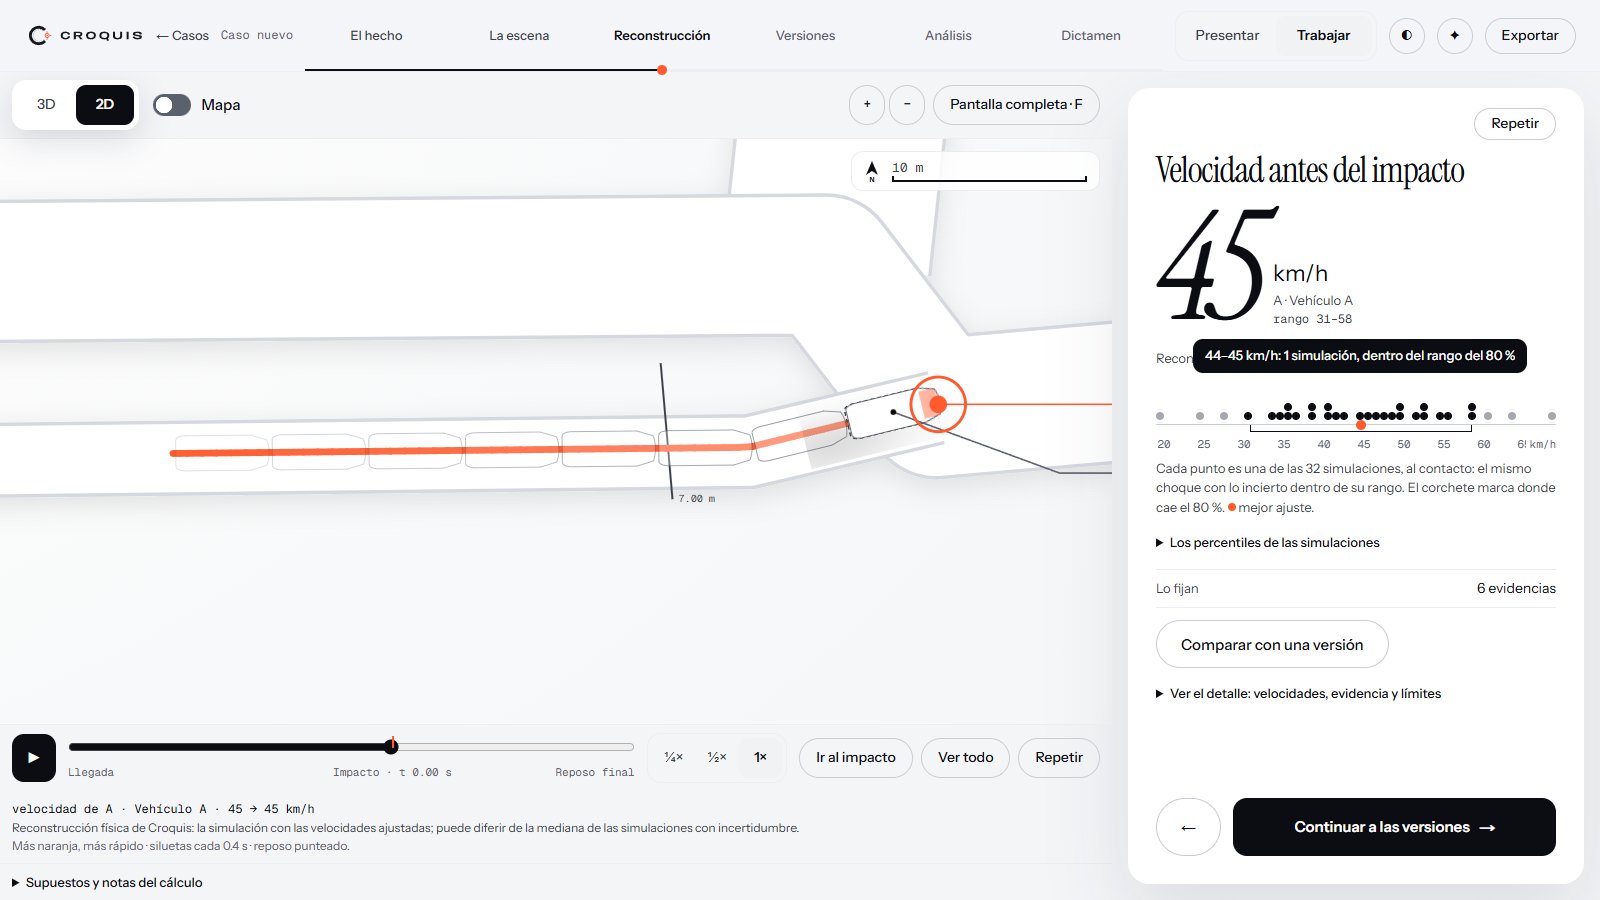 CROQUIS
← Casos
Caso nuevo
El hecho
La escena
Reconstrucción
Versiones
Análisis
Dictamen
Presentar
Trabajar
Exportar
3D
2D
Mapa
+
−
Pantalla completa · F
N
10 m
7.00 m
Repetir
Velocidad antes del impacto
45
km/h
A · Vehículo A
rango 31–58
Recon
44–45 km/h: 1 simulación, dentro del rango del 80 %
20 25 30 35 40 45 50 55 60 km/h
Cada punto es una de las 32 simulaciones, al contacto: el mismo
choque con lo incierto dentro de su rango. El corchete marca donde
cae el 80 %. mejor ajuste.
Los percentiles de las simulaciones
Lo fijan
6 evidencias
Comparar con una versión
Ver el detalle: velocidades, evidencia y límites
←
Continuar a las versiones →
Llegada
Impacto · t 0.00 s
Reposo final
¼×
½×
1×
Ir al impacto
Ver todo
Repetir
velocidad de A · Vehículo A · 45 → 45 km/h
Reconstrucción física de Croquis: la simulación con las velocidades ajustadas; puede diferir de la mediana de las simulaciones con incertidumbre.
Más naranja, más rápido · siluetas cada 0.4 s · reposo punteado.
Supuestos y notas del cálculo